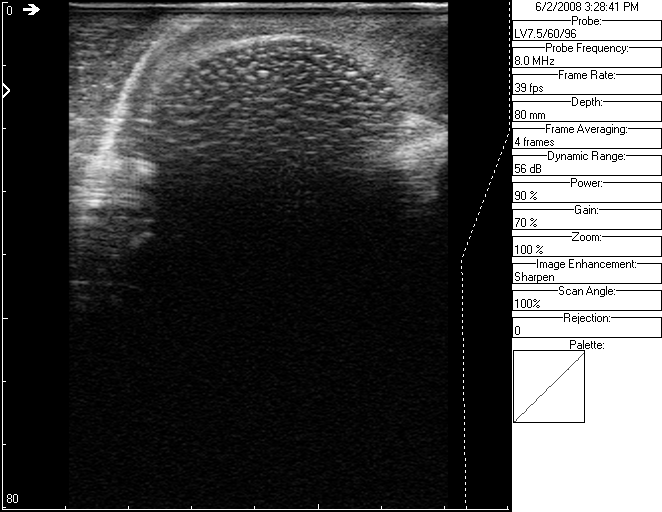 0
80
6/2/2008 3:28:41 PM
Probe:
LV7.5/60/96
Probe Frequency:
8.0 MHz
Frame Rate:
39 fps
Depth:
80 mm
Frame Averaging:
4 frames
Dynamic Range:
56 dB
Power:
90 %
Gain:
70 %
Zoom:
100 %
Image Enhancement:
Sharpen
Scan Angle:
100%
Rejection:
0
Palette: